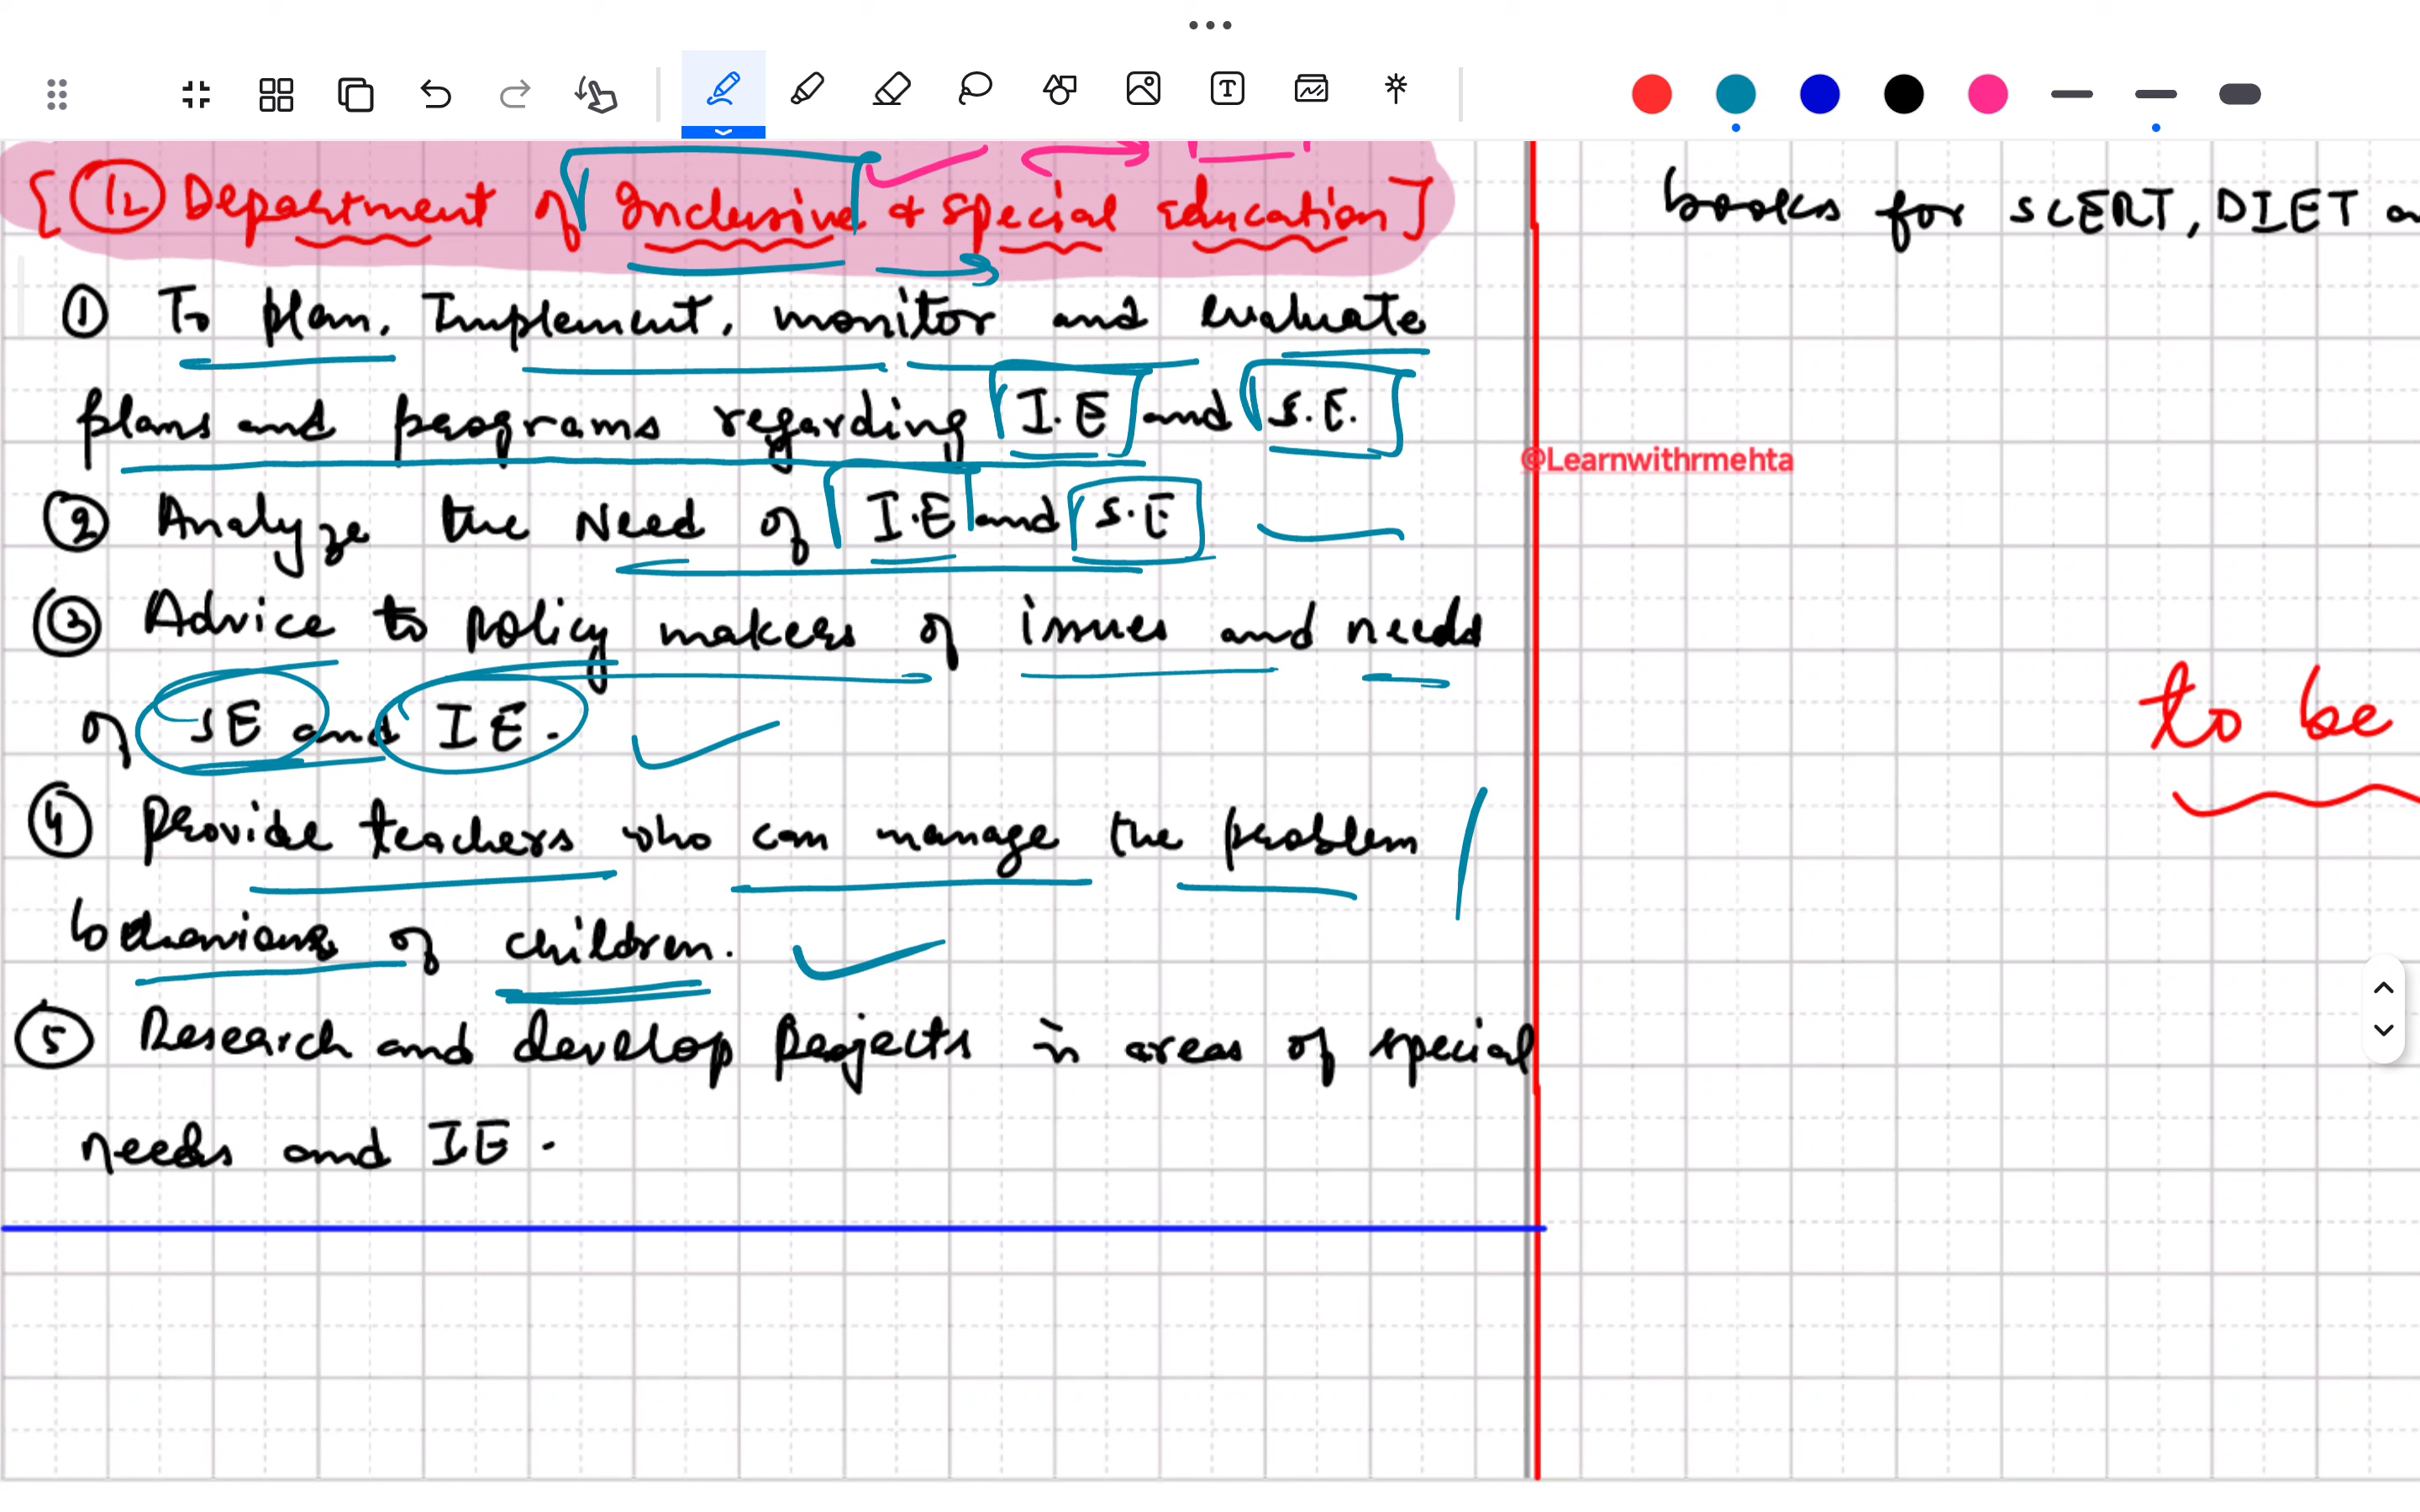 [ 12 Department of Inclusive & Special Education ]
① To plan, Implement, monitor and evaluate
plans and programs regarding I.E and S.E.
② Analyze the Need of I.E and S.E
③ Advice to policy makers of issues and needs
of SE and IE.
④ Provide teachers who can manage the problem
behaviours of children.
⑤ Research and develop Projects in areas of special
needs and IE.
books for SCERT, DIET
@Learnwithrmehta
to be